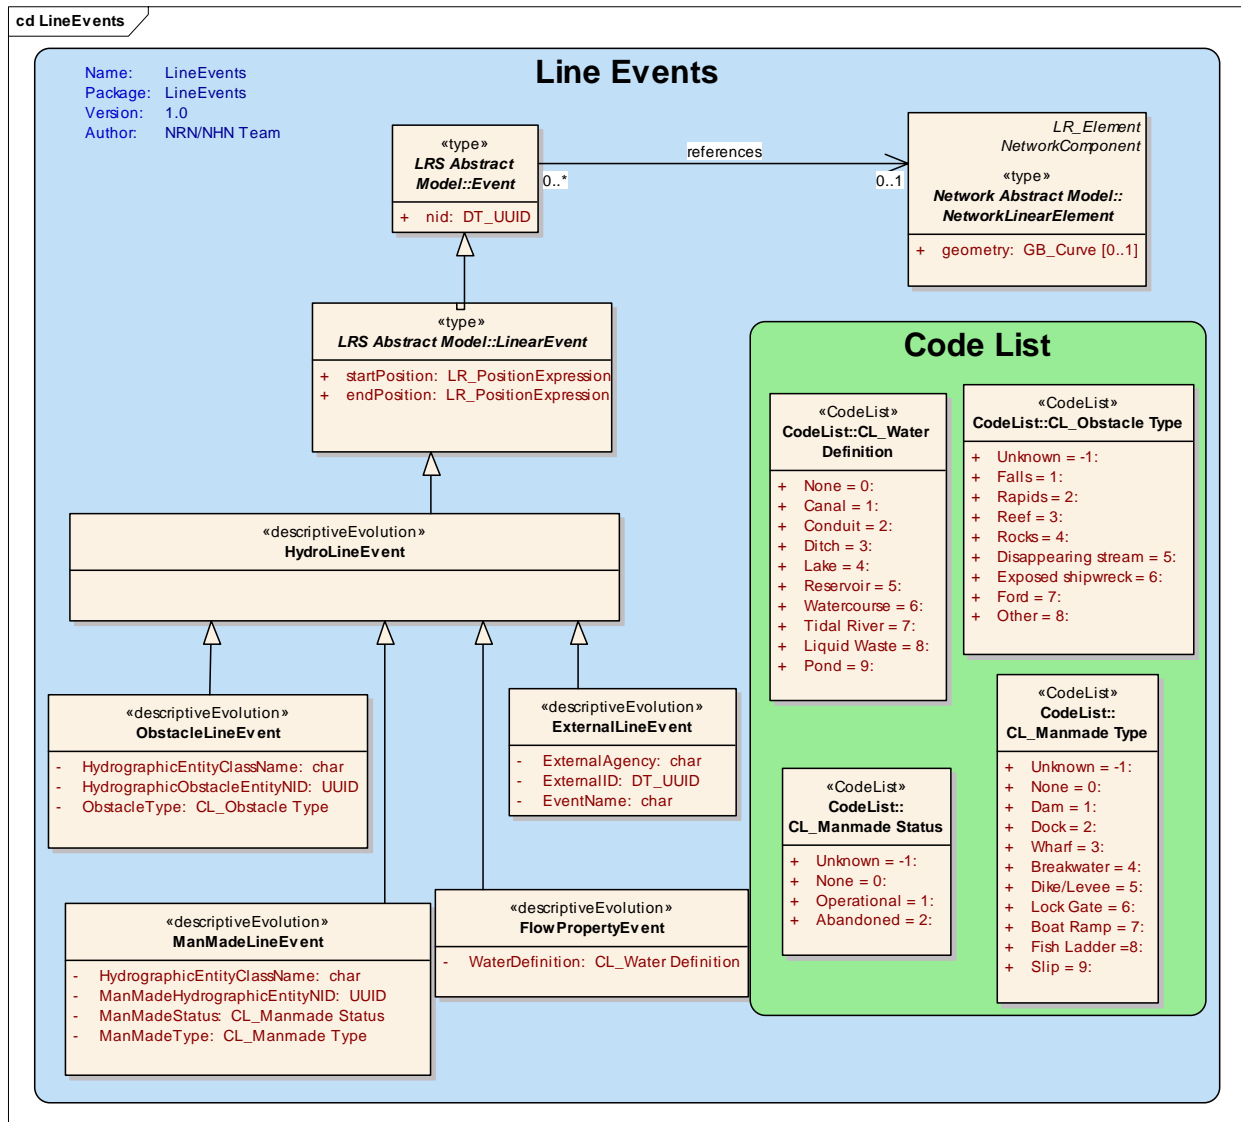 cd LineEvents
Line Events
Name: LineEvents
Package: LineEvents
Version: 1.0
Author: NRN/NHN Team
«type»
LRS Abstract
Model::Event
+ nid: DT_UUID
references
0..*
0..1
LR_Element
NetworkComponent
«type»
Network Abstract Model::
NetworkLinearElement
+ geometry: GB_Curve [0..1]
«type»
LRS Abstract Model::LinearEvent
+ startPosition: LR_PositionExpression
+ endPosition: LR_PositionExpression
«descriptiveEvolution»
HydroLineEvent
«descriptiveEvolution»
ObstacleLineEvent
- HydrographicEntityClassName: char
- HydrographicObstacleEntityNID: UUID
- ObstacleType: CL_Obstacle Type
«descriptiveEvolution»
ExternalLineEvent
- ExternalAgency: char
- ExternalID: DT_UUID
- EventName: char
«descriptiveEvolution»
ManMadeLineEvent
- HydrographicEntityClassName: char
- ManMadeHydrographicEntityNID: UUID
- ManMadeStatus: CL_Manmade Status
- ManMadeType: CL_Manmade Type
«descriptiveEvolution»
FlowPropertyEvent
- WaterDefinition: CL_Water Definition
Code List
«CodeList»
CodeList::CL_Water
Definition
+ None = 0:
+ Canal = 1:
+ Conduit = 2:
+ Ditch = 3:
+ Lake = 4:
+ Reservoir = 5:
+ Watercourse = 6:
+ Tidal River = 7:
+ Liquid Waste = 8:
+ Pond = 9:
«CodeList»
CodeList::CL_Obstacle Type
+ Unknown = -1:
+ Falls = 1:
+ Rapids = 2:
+ Reef = 3:
+ Rocks = 4:
+ Disappearing stream = 5:
+ Exposed shipwreck = 6:
+ Ford = 7:
+ Other = 8:
«CodeList»
CodeList::
CL_Manmade Status
+ Unknown = -1:
+ None = 0:
+ Operational = 1:
+ Abandoned = 2:
«CodeList»
CodeList::
CL_Manmade Type
+ Unknown = -1:
+ None = 0:
+ Dam = 1:
+ Dock = 2:
+ Wharf = 3:
+ Breakwater = 4:
+ Dike/Levee = 5:
+ Lock Gate = 6:
+ Boat Ramp = 7:
+ Fish Ladder =8:
+ Slip = 9: